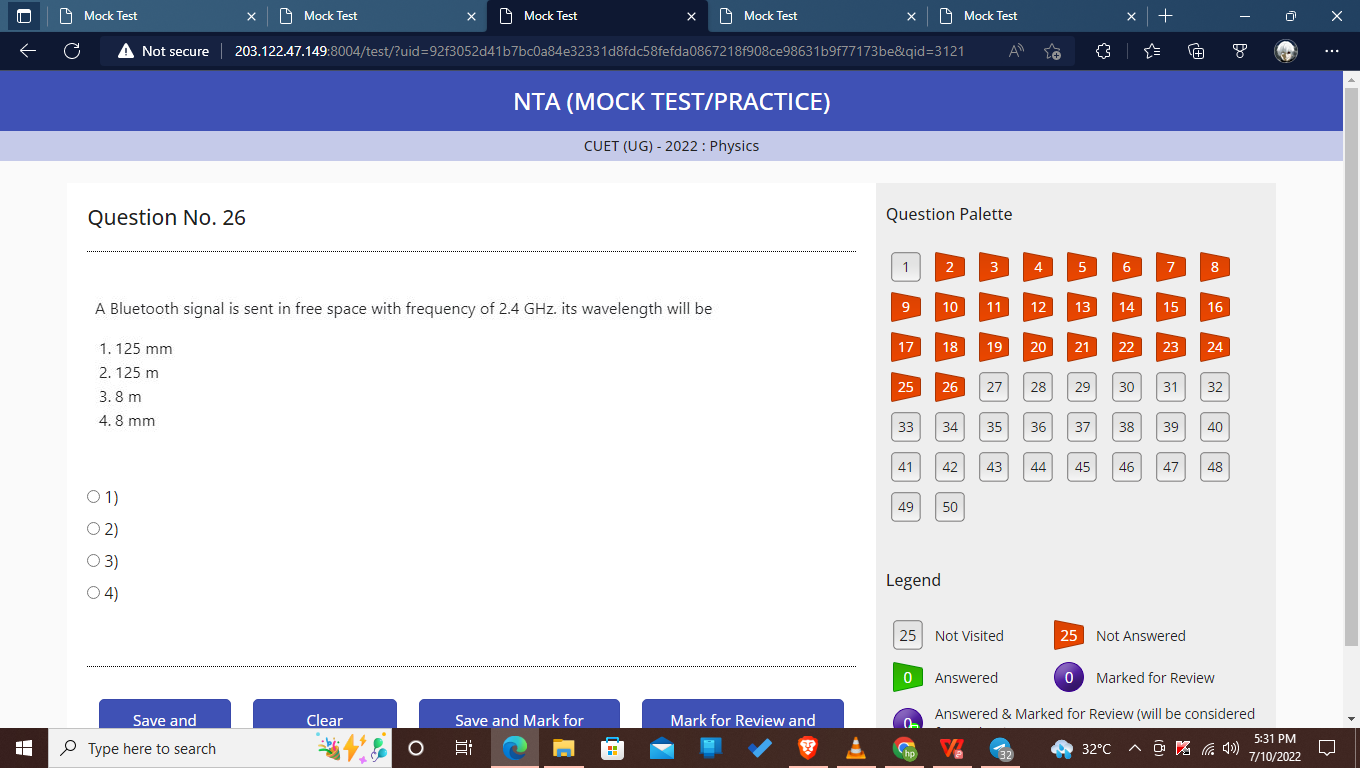 Mock Test
Mock Test
Mock Test
Mock Test
Mock Test
Not secure
203.122.47.149:8004/test/?uid=92f3052d41b7bc0a84e32331d8fdc58fefda0867218f908ce98631b9f77173be&qid=3121
NTA (MOCK TEST/PRACTICE)
CUET (UG) - 2022 : Physics
Question No. 26
A Bluetooth signal is sent in free space with frequency of 2.4 GHz. its wavelength will be
1. 125 mm
2. 125 m
3. 8 m
4. 8 mm
1)
2)
3)
4)
Save and
Clear
Save and Mark for
Mark for Review and
Question Palette
1 2 3 4 5 6 7 8
9 10 11 12 13 14 15 16
17 18 19 20 21 22 23 24
25 26 27 28 29 30 31 32
33 34 35 36 37 38 39 40
41 42 43 44 45 46 47 48
49 50
Legend
25 Not Visited
25 Not Answered
0 Answered
0 Marked for Review
0 Answered & Marked for Review (will be considered
Type here to search
hp
32
32°C
5:31 PM
7/10/2022